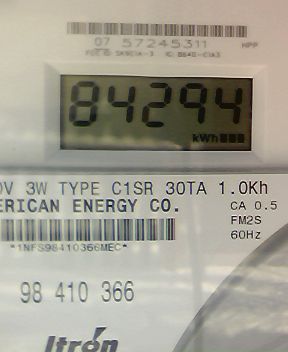 07 57245311 HPP
84294
kWh
0V 3W TYPE C1SR 30TA 1.0Kh
ERICAN ENERGY CO. CA 0.5
FM2S
*1NFS98410366MEC* 60Hz
98 410 366
Itron